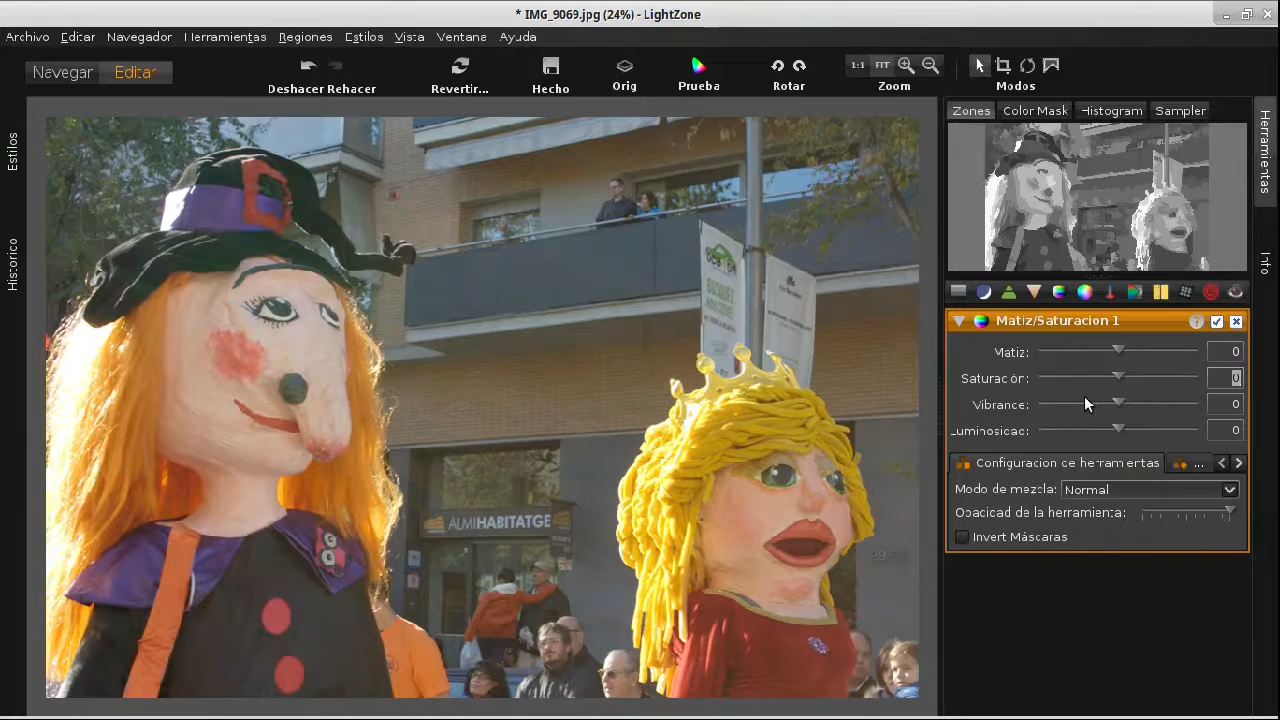 * IMG_9069.jpg (24%) - LightZone
Archivo Editar Navegador Herramientas Regiones Estilos Vista Ventana Ayuda
Navegar Editar
Deshacer Rehacer Revertir... Hecho Orig Prueba Rotar Zoom Modos
1:1 FIT
Estilos
Historico
Zones Color Mask Histogram Sampler
Herramientas
Info
Matiz/Saturacion 1
?
Matiz: 0
Saturación: 0
Vibrance: 0
Luminosidad: 0
Configuracion de herramientas ...
Modo de mezcla: Normal
Opacidad de la herramienta:
Invert Máscaras
ALMIHABITATGE